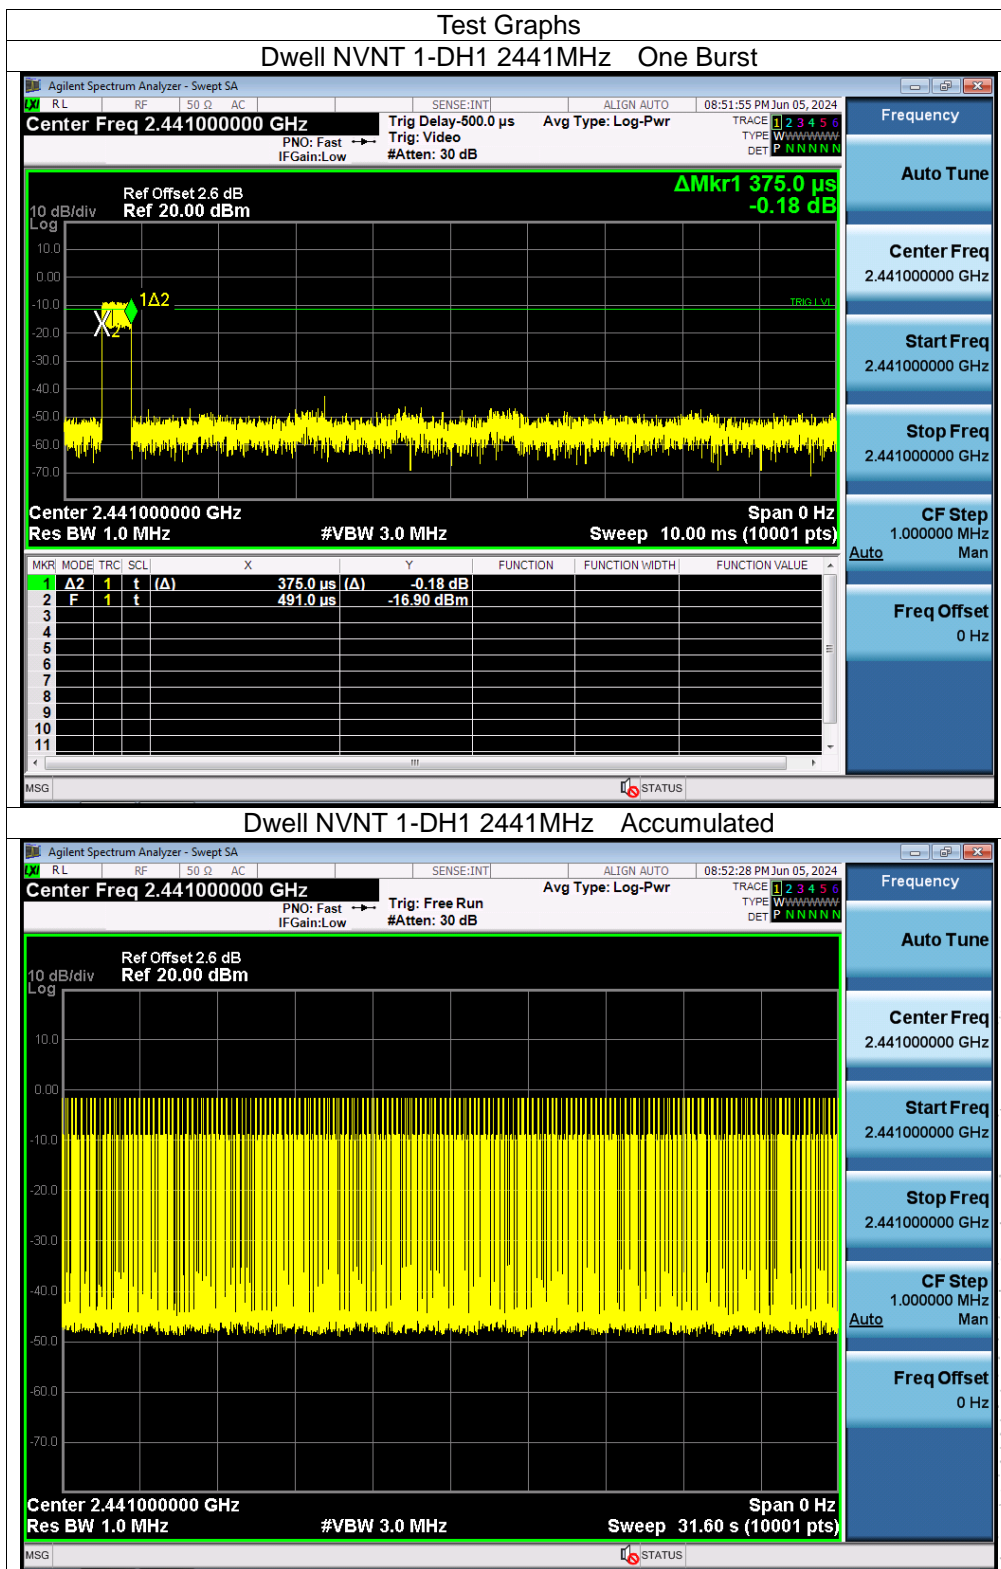 Test Graphs
Dwell NVNT 1-DH1 2441MHz One Burst
Agilent Spectrum Analyzer - Swept SA
LXI RL RF 50 Ω AC SENSE:INT ALIGN AUTO 08:51:55 PM Jun 05, 2024
Center Freq 2.441000000 GHz
PNO: Fast
IFGain:Low
Trig Delay-500.0 µs
Trig: Video
#Atten: 30 dB
Avg Type: Log-Pwr
TRACE 1 2 3 4 5 6
TYPE WWWWWWW
DET P N N N N N
Frequency
Auto Tune
Center Freq
2.441000000 GHz
Start Freq
2.441000000 GHz
Stop Freq
2.441000000 GHz
CF Step
1.000000 MHz
Auto Man
Freq Offset
0 Hz
ΔMkr1 375.0 µs
-0.18 dB
Ref Offset 2.6 dB
10 dB/div Ref 20.00 dBm
Log
10.0
0.00
-10.0
-20.0
-30.0
-40.0
-50.0
-60.0
-70.0
1Δ2
2
TRIG LVL
Center 2.441000000 GHz Span 0 Hz
Res BW 1.0 MHz #VBW 3.0 MHz Sweep 10.00 ms (10001 pts)
MKR MODE TRC SCL X Y FUNCTION FUNCTION WIDTH FUNCTION VALUE
1 Δ2 1 t (Δ) 375.0 µs (Δ) -0.18 dB
2 F 1 t 491.0 µs -16.90 dBm
3
4
5
6
7
8
9
10
11
MSG STATUS
Dwell NVNT 1-DH1 2441MHz Accumulated
Agilent Spectrum Analyzer - Swept SA
LXI RL RF 50 Ω AC SENSE:INT ALIGN AUTO 08:52:28 PM Jun 05, 2024
Center Freq 2.441000000 GHz
PNO: Fast
IFGain:Low
Trig: Free Run
#Atten: 30 dB
Avg Type: Log-Pwr
TRACE 1 2 3 4 5 6
TYPE WWWWWWW
DET P N N N N N
Frequency
Auto Tune
Center Freq
2.441000000 GHz
Start Freq
2.441000000 GHz
Stop Freq
2.441000000 GHz
CF Step
1.000000 MHz
Auto Man
Freq Offset
0 Hz
Ref Offset 2.6 dB
10 dB/div Ref 20.00 dBm
Log
10.0
0.00
-10.0
-20.0
-30.0
-40.0
-50.0
-60.0
-70.0
Center 2.441000000 GHz Span 0 Hz
Res BW 1.0 MHz #VBW 3.0 MHz Sweep 31.60 s (10001 pts)
MSG STATUS